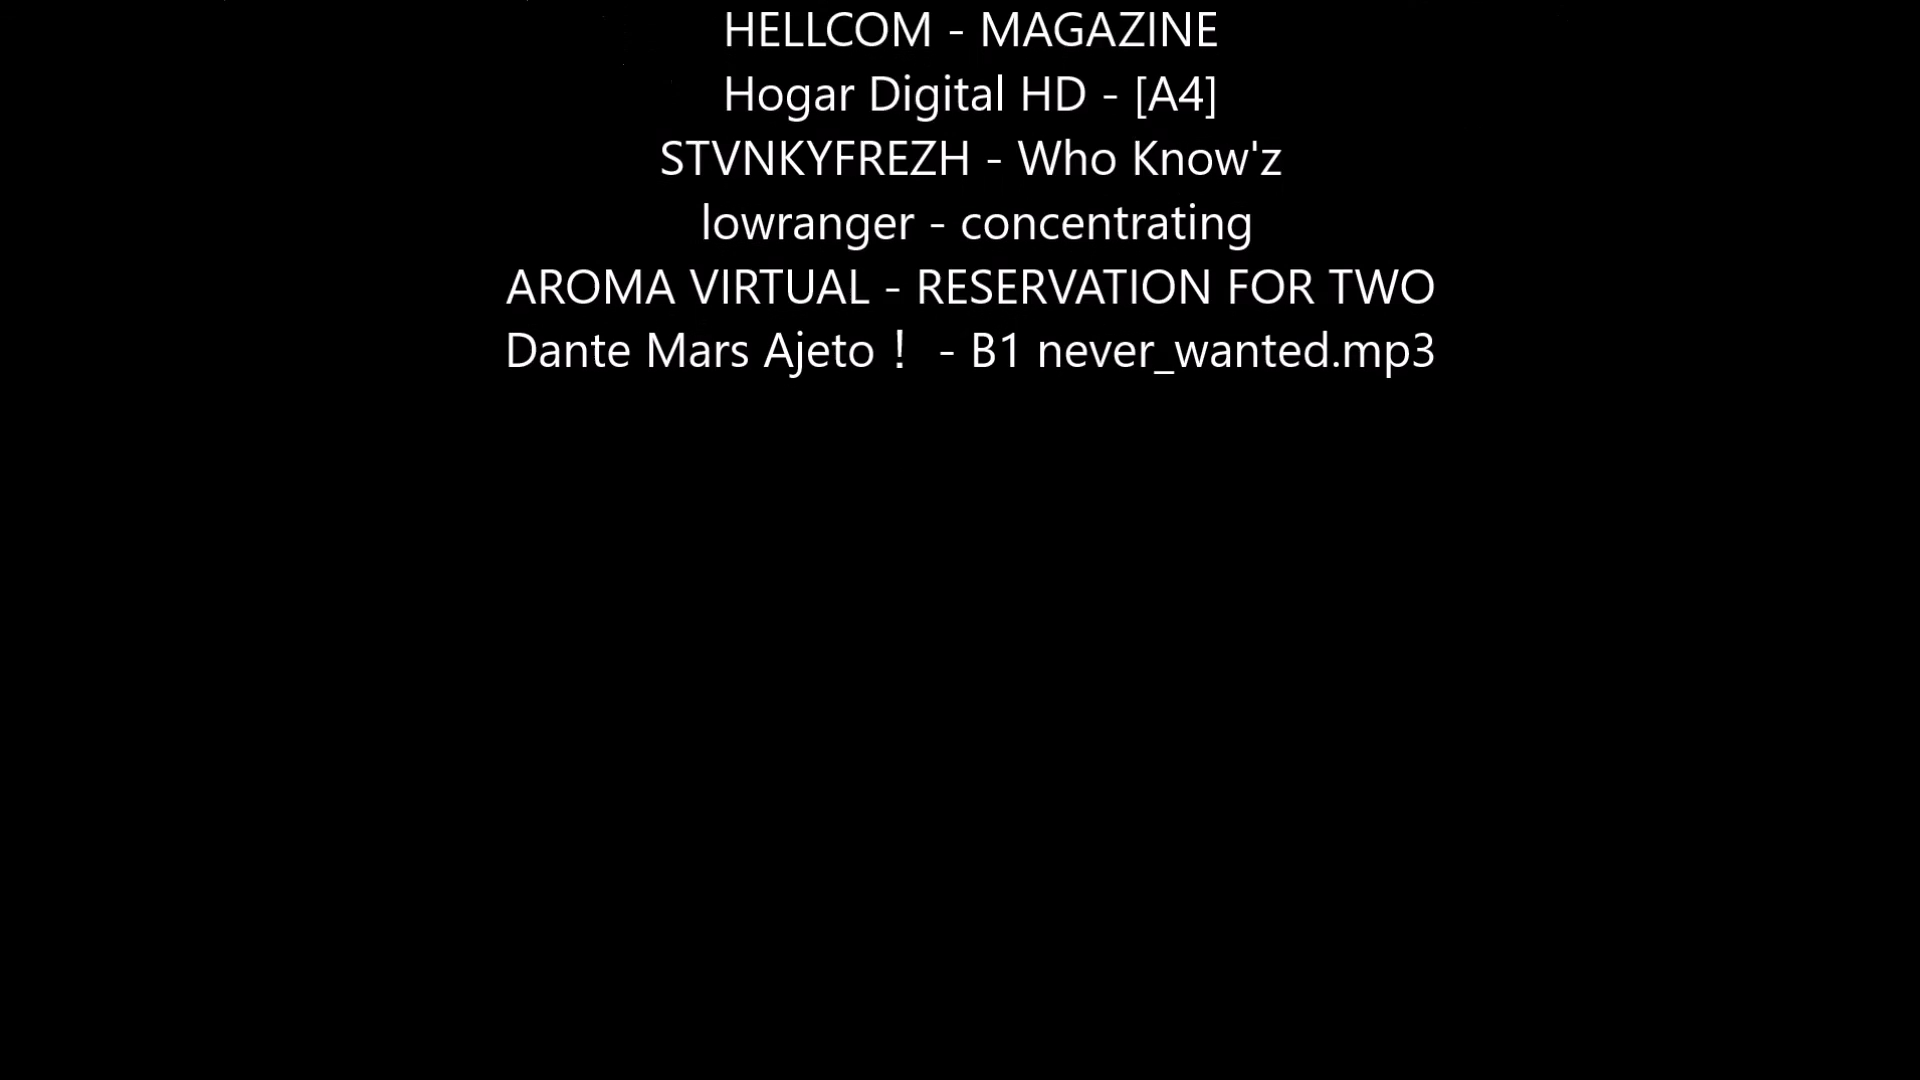 HELLCOM - MAGAZINE
Hogar Digital HD - [A4]
STVNKYFREZH - Who Know'z
lowranger - concentrating
AROMA VIRTUAL - RESERVATION FOR TWO
Dante Mars Ajeto！ - B1 never_wanted.mp3